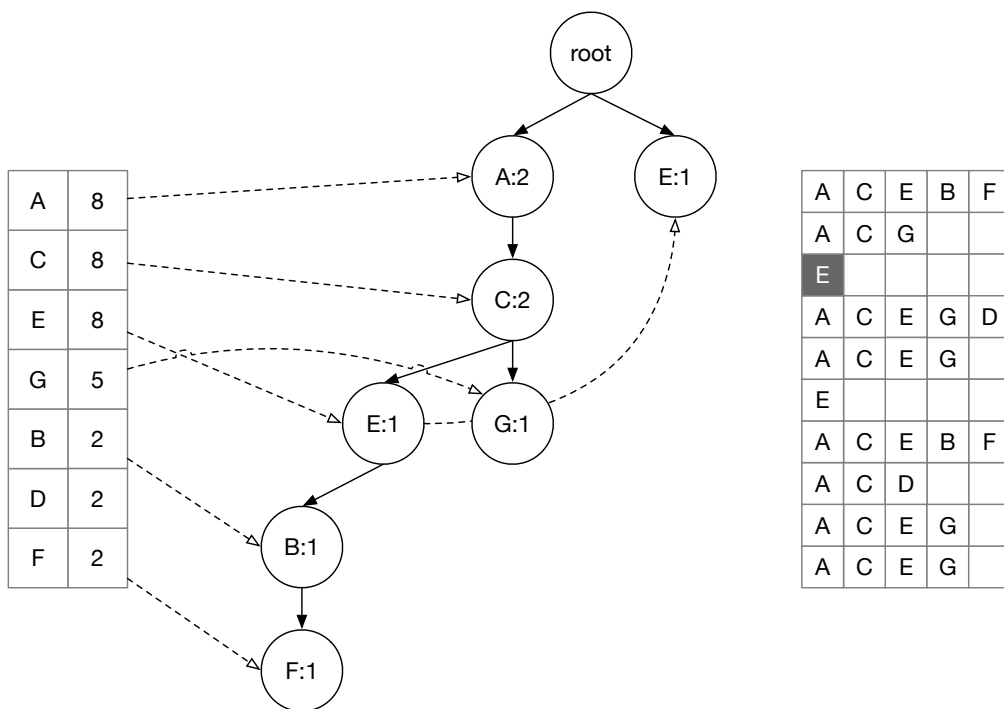 root
A:2
E:1
C:2
E:1
G:1
B:1
F:1
A 8
C 8
E 8
G 5
B 2
D 2
F 2
A C E B F
A C G
E
A C E G D
A C E G
E
A C E B F
A C D
A C E G
A C E G